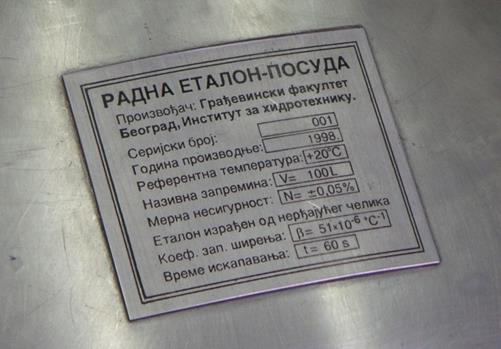 РАДНА ЕТАЛОН-ПОСУДА
Произвођач: Грађевински факултет
Београд, Институт за хидротехнику.
Серијски број: 001
Година производње: 1998.
Референтна температура: +20°C
Називна запремина: V= 100L
Мерна несигурност: N= ±0,05%
Еталон израђен од нерђајућег челика
Коеф. зап. ширења: β= 51×10⁻⁶ °C⁻¹
Време искапавања: t= 60 s